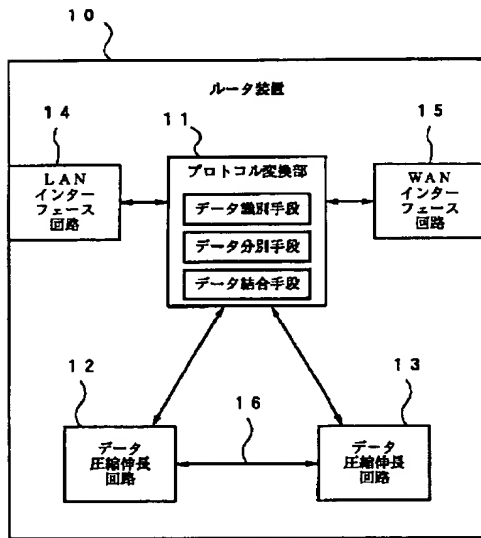 10
ルータ装置
14
11
15
LAN
インター
フェース
回路
プロトコル変換部
データ識別手段
データ分別手段
データ結合手段
WAN
インター
フェース
回路
12
16
13
データ
圧縮伸長
回路
データ
圧縮伸長
回路